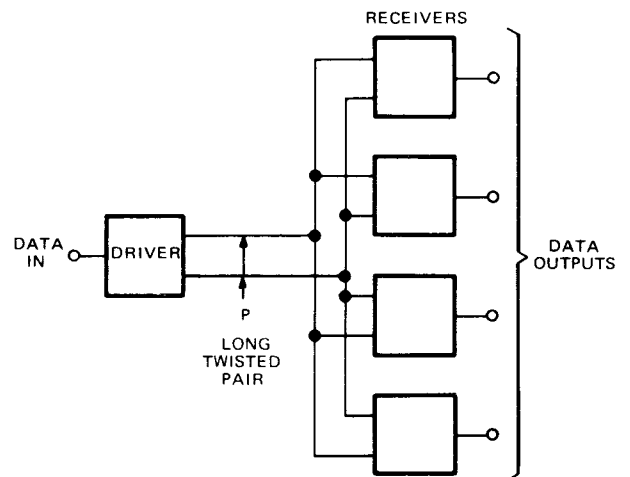 RECEIVERS
DATA
IN
DRIVER
P
LONG
TWISTED
PAIR
DATA
OUTPUTS